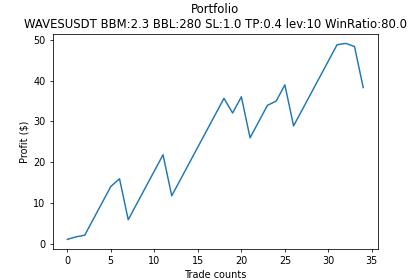 Portfolio
WAVESUSDT BBM:2.3 BBL:280 SL:1.0 TP:0.4 lev:10 WinRatio:80.0
50
40
30
20
10
0
Profit ($)
0 5 10 15 20 25 30 35
Trade counts